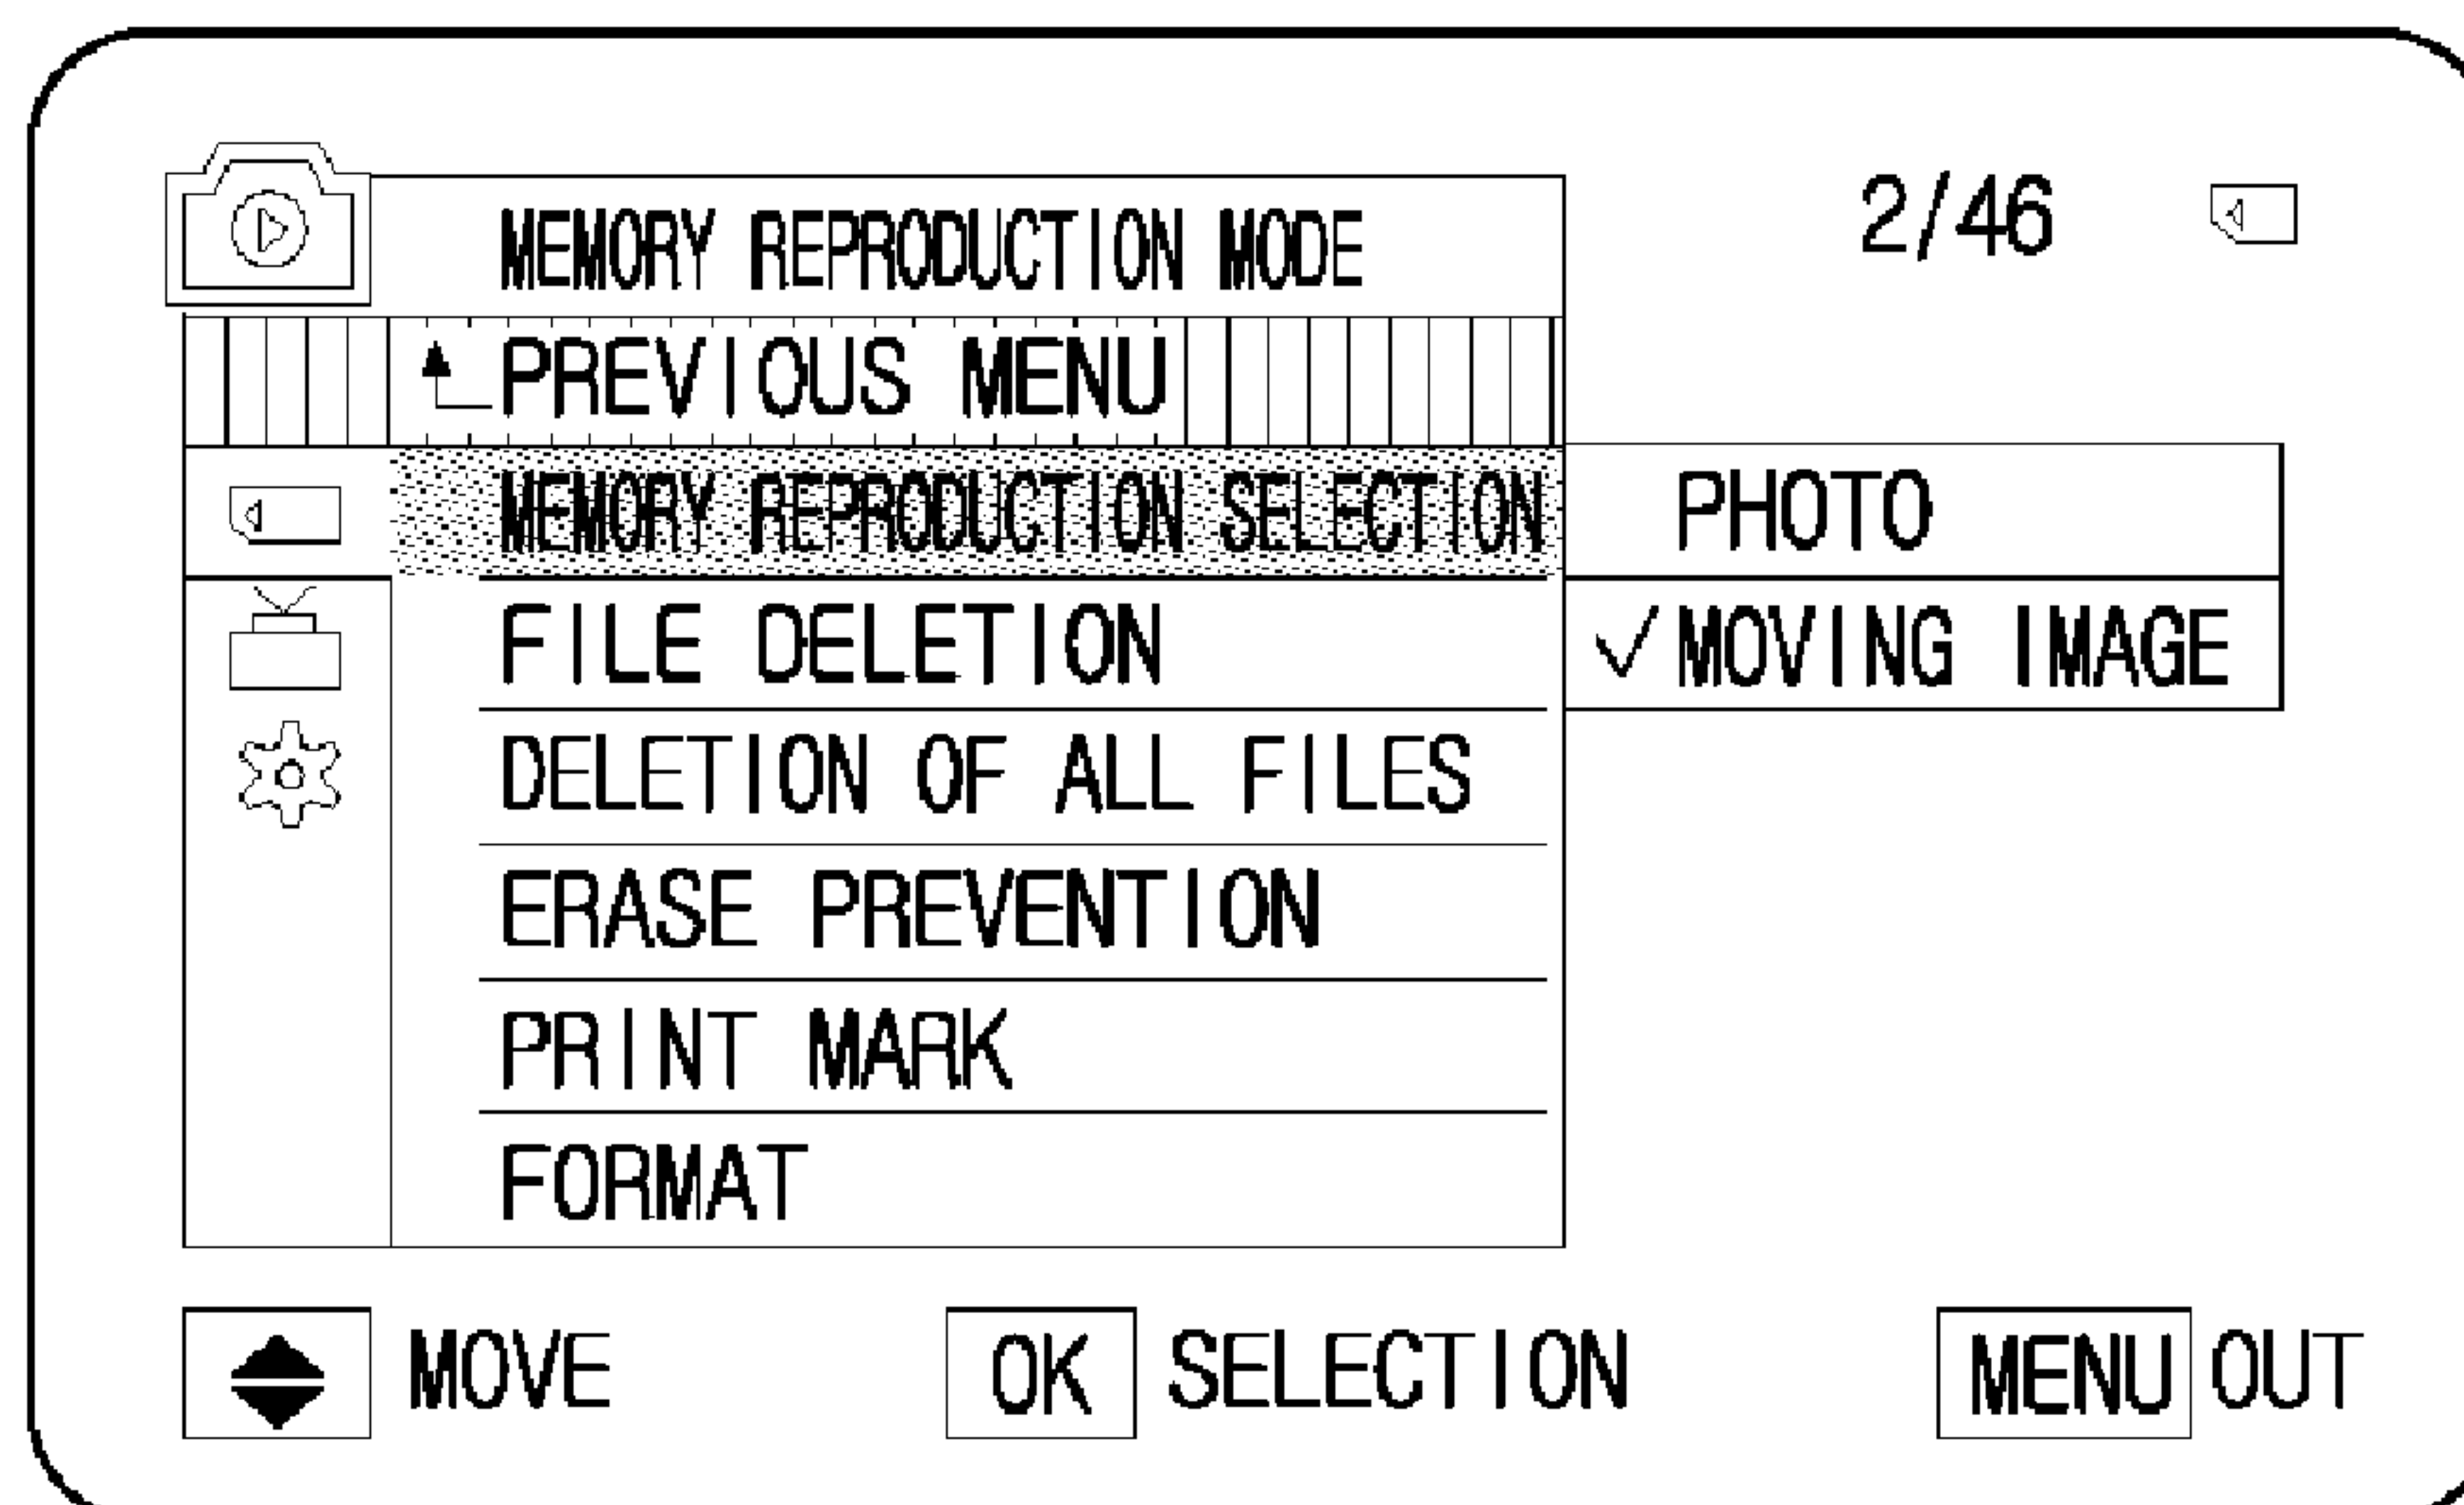 MEMORY REPRODUCTION MODE
2/46
PREVIOUS MENU
MEMORY REPRODUCTION SELECTION
PHOTO
FILE DELETION
✓MOVING IMAGE
DELETION OF ALL FILES
ERASE PREVENTION
PRINT MARK
FORMAT
MOVE
OK SELECTION
MENU OUT